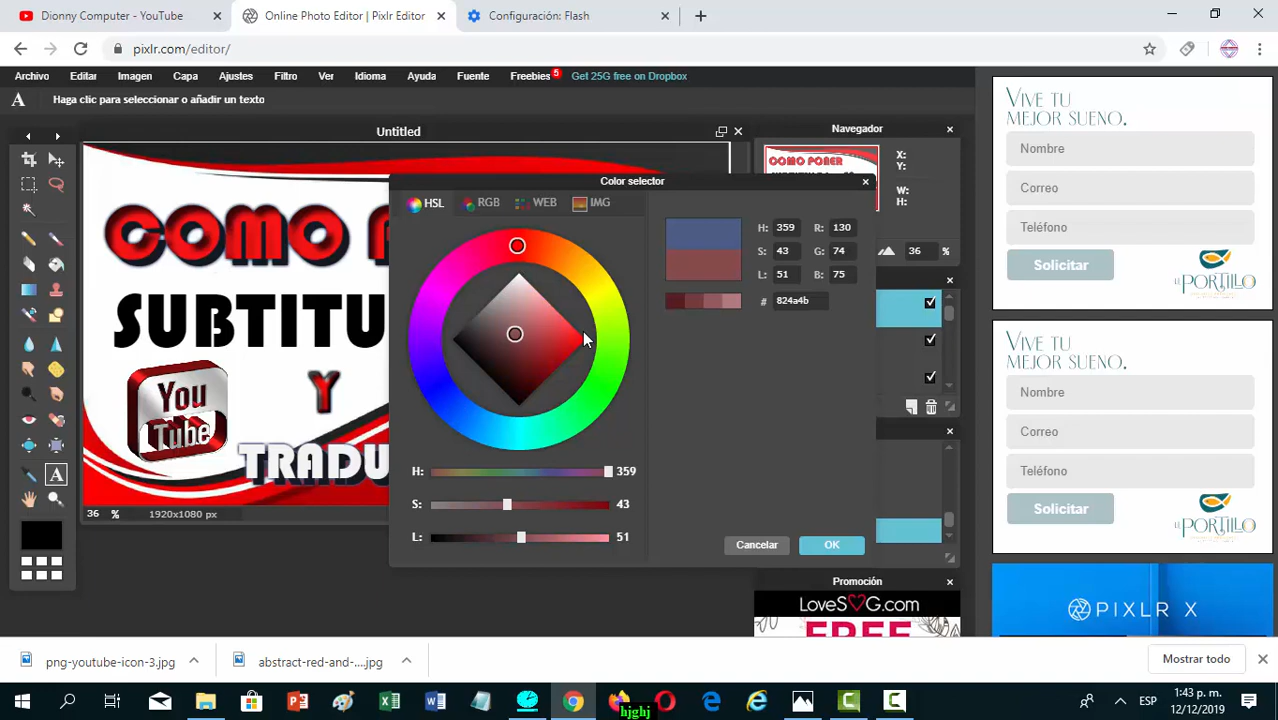 Dionny Computer - YouTube
Online Photo Editor | Pixlr Editor
Configuración: Flash
pixlr.com/editor/
Archivo Editar Imagen Capa Ajustes Filtro Ver Idioma Ayuda Fuente Freebies 5 Get 25G free on Dropbox
A Haga clic para seleccionar o añadir un texto
Untitled
Navegador
COMO PONER
X:
Y:
W:
H:
36 %
COMO P
SUBTITU
You
Tube
Y
TRADU
36 % 1920x1080 px
A
Color selector
HSL RGB WEB IMG
H: 359 R: 130
S: 43 G: 74
L: 51 B: 75
# 824a4b
H: 359
S: 43
L: 51
Cancelar OK
Promoción
LoveSVG.com
FREE
VIVE TU
MEJOR SUENO.
Nombre
Correo
Teléfono
Solicitar
EL PORTILLO
VIVE TU
MEJOR SUENO.
Nombre
Correo
Teléfono
Solicitar
EL PORTILLO
PIXLR X
png-youtube-icon-3.jpg
abstract-red-and-....jpg
Mostrar todo
hjghj
ESP
1:43 p. m.
12/12/2019